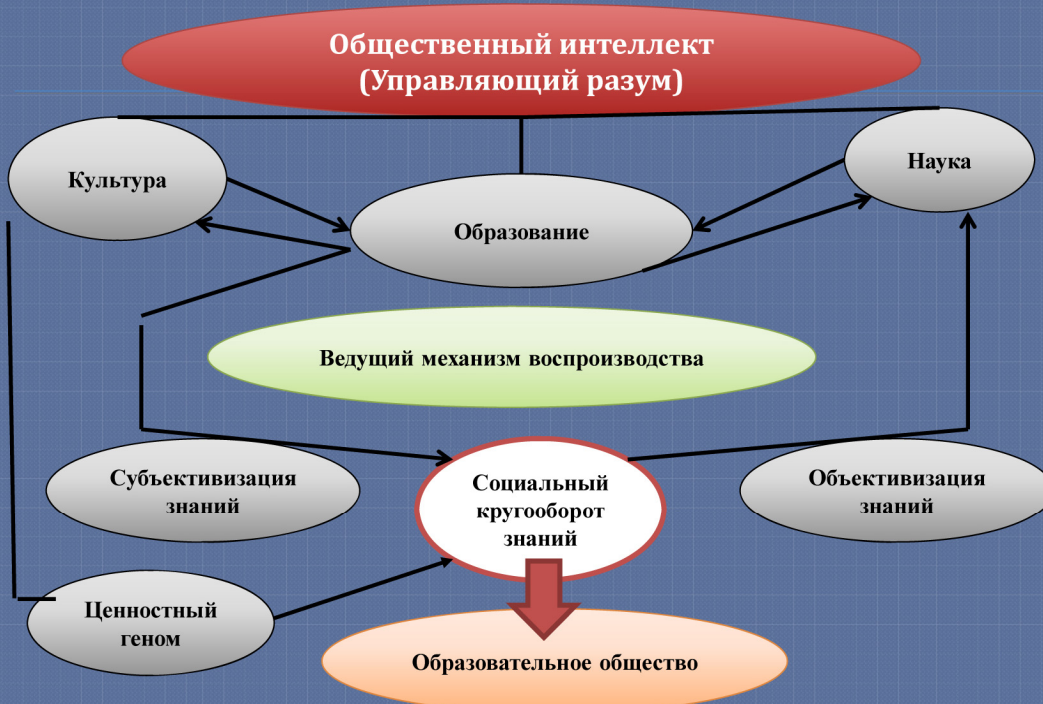 Общественный интеллект
(Управляющий разум)
Культура
Наука
Образование
Ведущий механизм воспроизводства
Субъективизация
знаний
Социальный
кругооборот
знаний
Объективизация
знаний
Ценностный
геном
Образовательное общество